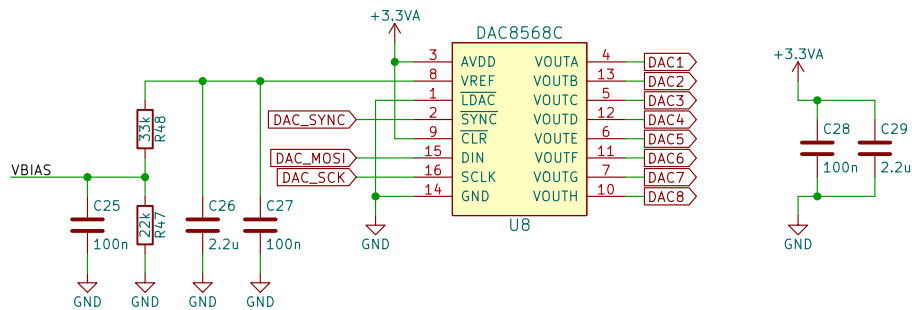 +3.3VA
DAC8568C
3 AVDD VOUTA 4 DAC1
8 VREF VOUTB 13 DAC2
1 LDAC VOUTC 5 DAC3
DAC_SYNC 2 SYNC VOUTD 12 DAC4
9 CLR VOUTE 6 DAC5
DAC_MOSI 15 DIN VOUTF 11 DAC6
DAC_SCK 16 SCLK VOUTG 7 DAC7
14 GND VOUTH 10 DAC8
U8
GND
33k R48
VBIAS
C25
100n
22k R47
C26
2.2u
C27
100n
GND
GND
GND
GND
+3.3VA
C28
100n
C29
2.2u
GND